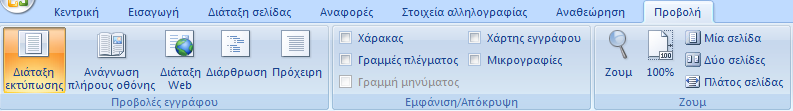 Κεντρική Εισαγωγή Διάταξη σελίδας Αναφορές Στοιχεία αλληλογραφίας Αναθεώρηση Προβολή
Διάταξη εκτύπωσης
Ανάγνωση πλήρους οθόνης
Διάταξη Web
Διάρθρωση
Πρόχειρη
Προβολές εγγράφου
Χάρακας
Γραμμές πλέγματος
Γραμμή μηνύματος
Χάρτης εγγράφου
Μικρογραφίες
Εμφάνιση/Απόκρυψη
Ζουμ
100
100%
Μία σελίδα
Δύο σελίδες
Πλάτος σελίδας
Ζουμ